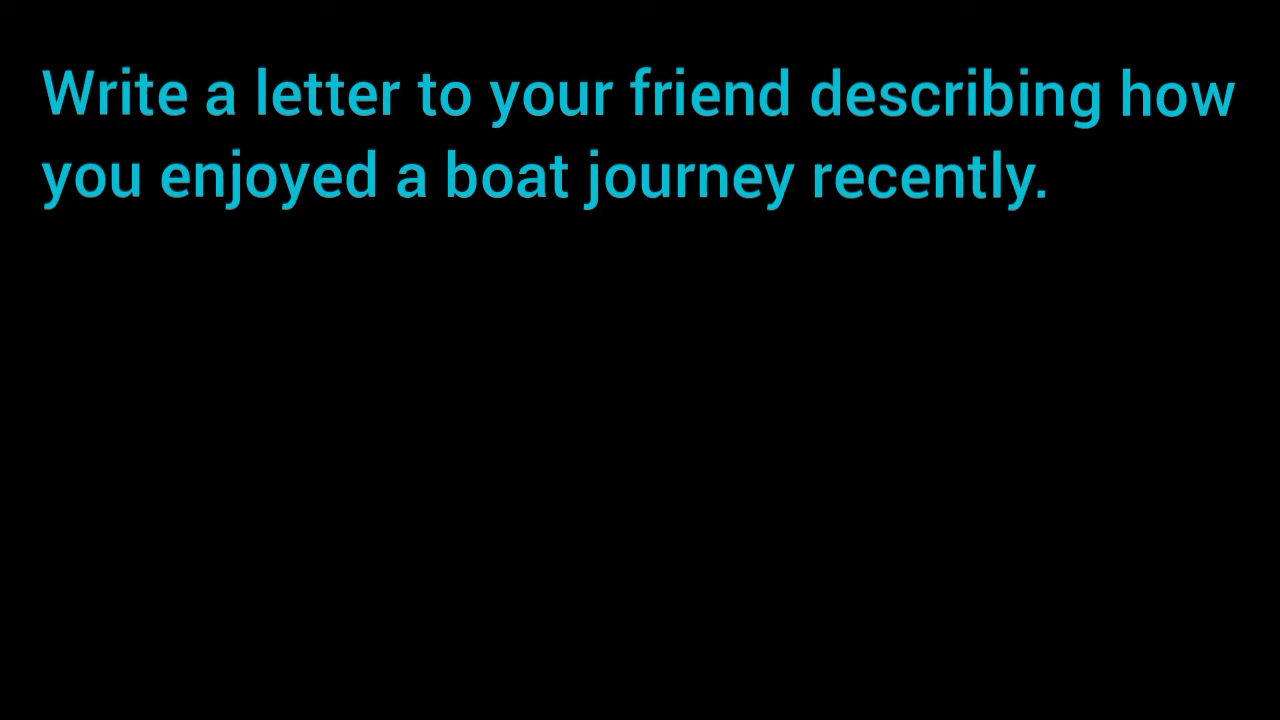 Write a letter to your friend describing how
you enjoyed a boat journey recently.